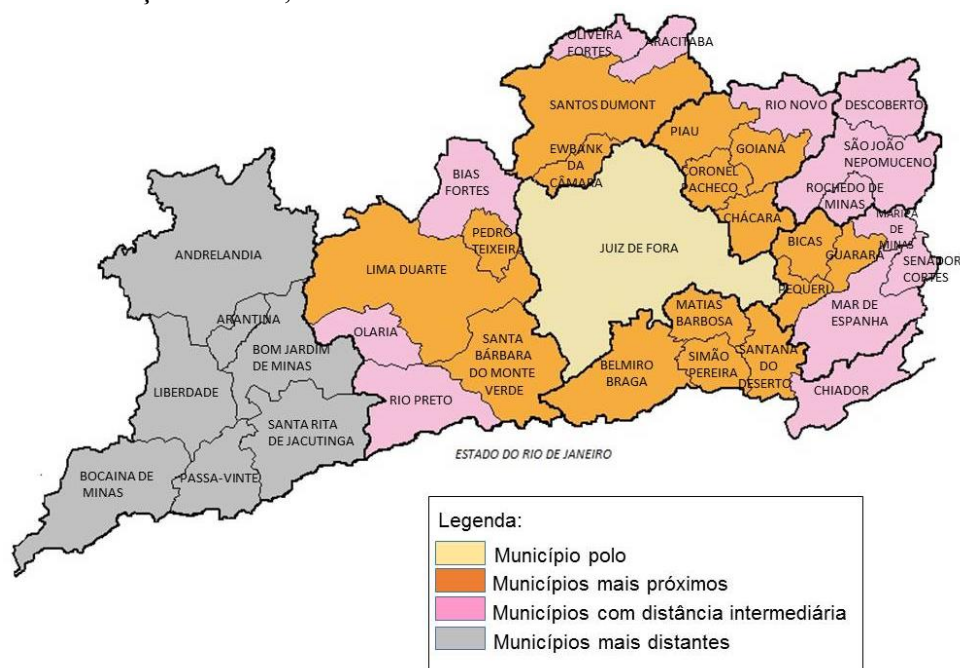 OLIVEIRA
FORTES
ARACITABA
SANTOS DUMONT
RIO NOVO
DESCOBERTO
PIAU
EWBANK
DA
CÂMARA
GOIANÁ
SÃO JOÃO
NEPOMUCENO
CORONEL
PACHECO
BIAS
FORTES
ROCHEDO DE
MINAS
CHÁCARA
MARIPÁ
DE
MINAS
PEDRO
TEIXEIRA
BICAS
GUARARÁ
JUIZ DE FORA
ANDRELANDIA
SENADOR
CORTES
LIMA DUARTE
PEQUERI
MATIAS
BARBOSA
MAR DE
ESPANHA
ARANTINA
OLARIA
SANTA
BÁRBARA
DO MONTE
VERDE
BOM JARDIM
DE MINAS
SIMÃO
PEREIRA
SANTANA
DO
DESERTO
BELMIRO
BRAGA
LIBERDADE
CHIADOR
RIO PRETO
SANTA RITA
DE JACUTINGA
ESTADO DO RIO DE JANEIRO
BOCAINA DE
MINAS
PASSA-VINTE
Legenda:
Município polo
Municípios mais próximos
Municípios com distância intermediária
Municípios mais distantes